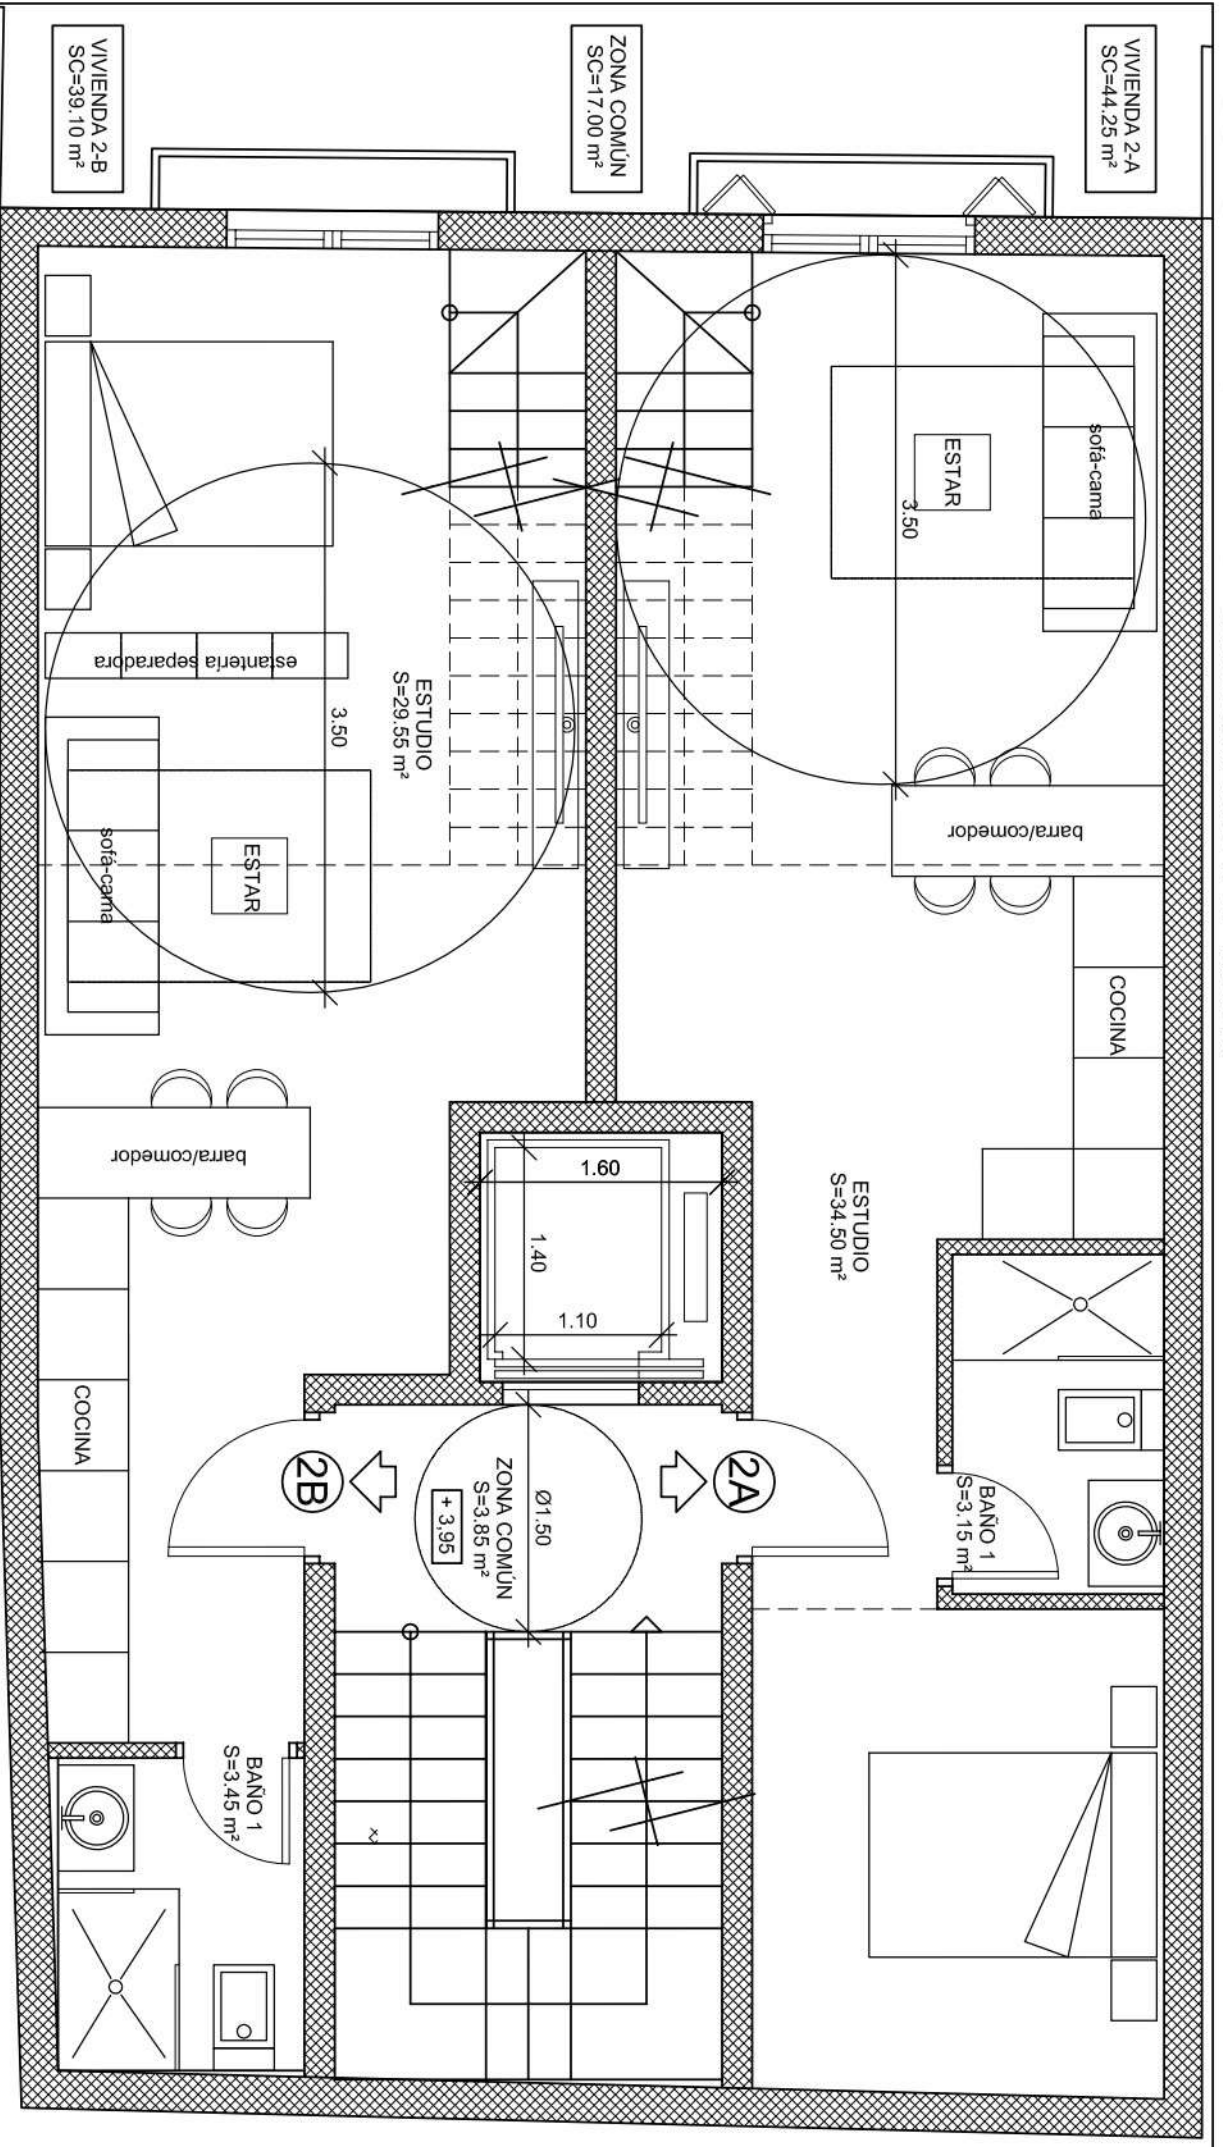 VIVIENDA 2-A
SC=44.25 m²
ZONA COMÚN
SC=17.00 m²
VIVIENDA 2-B
SC=39.10 m²
sofá-cama
ESTAR
3.50
barra/comedor
COCINA
ESTUDIO
S=34.50 m²
BAÑO 1
S=3.15 m²
estantería separadora
3.50
ESTUDIO
S=29.55 m²
sofá-cama
ESTAR
barra/comedor
COCINA
1.60
1.40
1.10
2A
2B
Ø1.50
ZONA COMÚN
S=3.85 m²
+ 3,95
BAÑO 1
S=3.45 m²